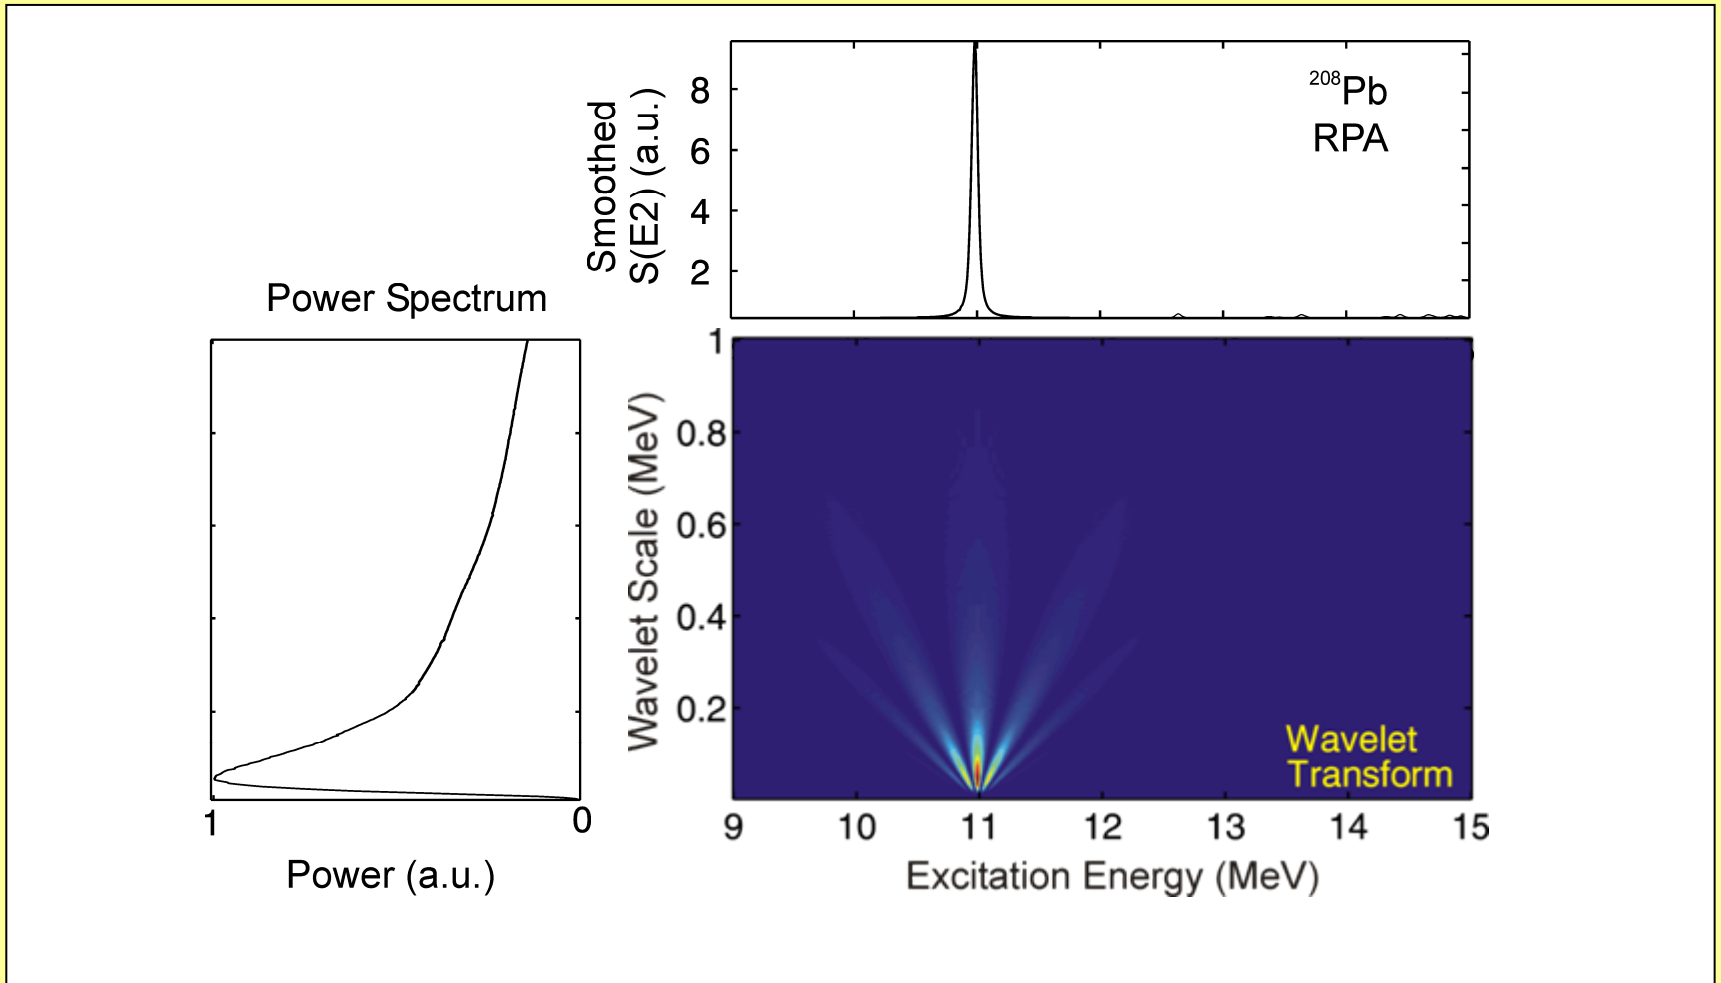 ²⁰⁸Pb
RPA
Smoothed
S(E2) (a.u.)
8
6
4
2
Power Spectrum
1
0
Power (a.u.)
Wavelet Scale (MeV)
1
0.8
0.6
0.4
0.2
Wavelet
Transform
9 10 11 12 13 14 15
Excitation Energy (MeV)